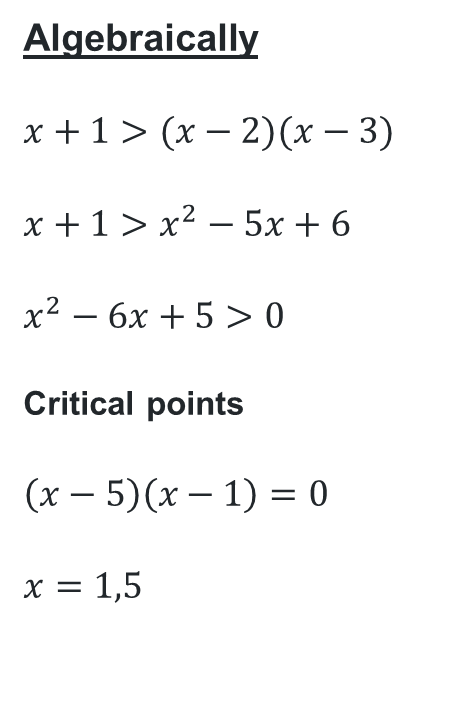 Algebraically
x + 1 > (x − 2)(x − 3)
x + 1 > x² − 5x + 6
x² − 6x + 5 > 0
Critical points
(x − 5)(x − 1) = 0
x = 1,5